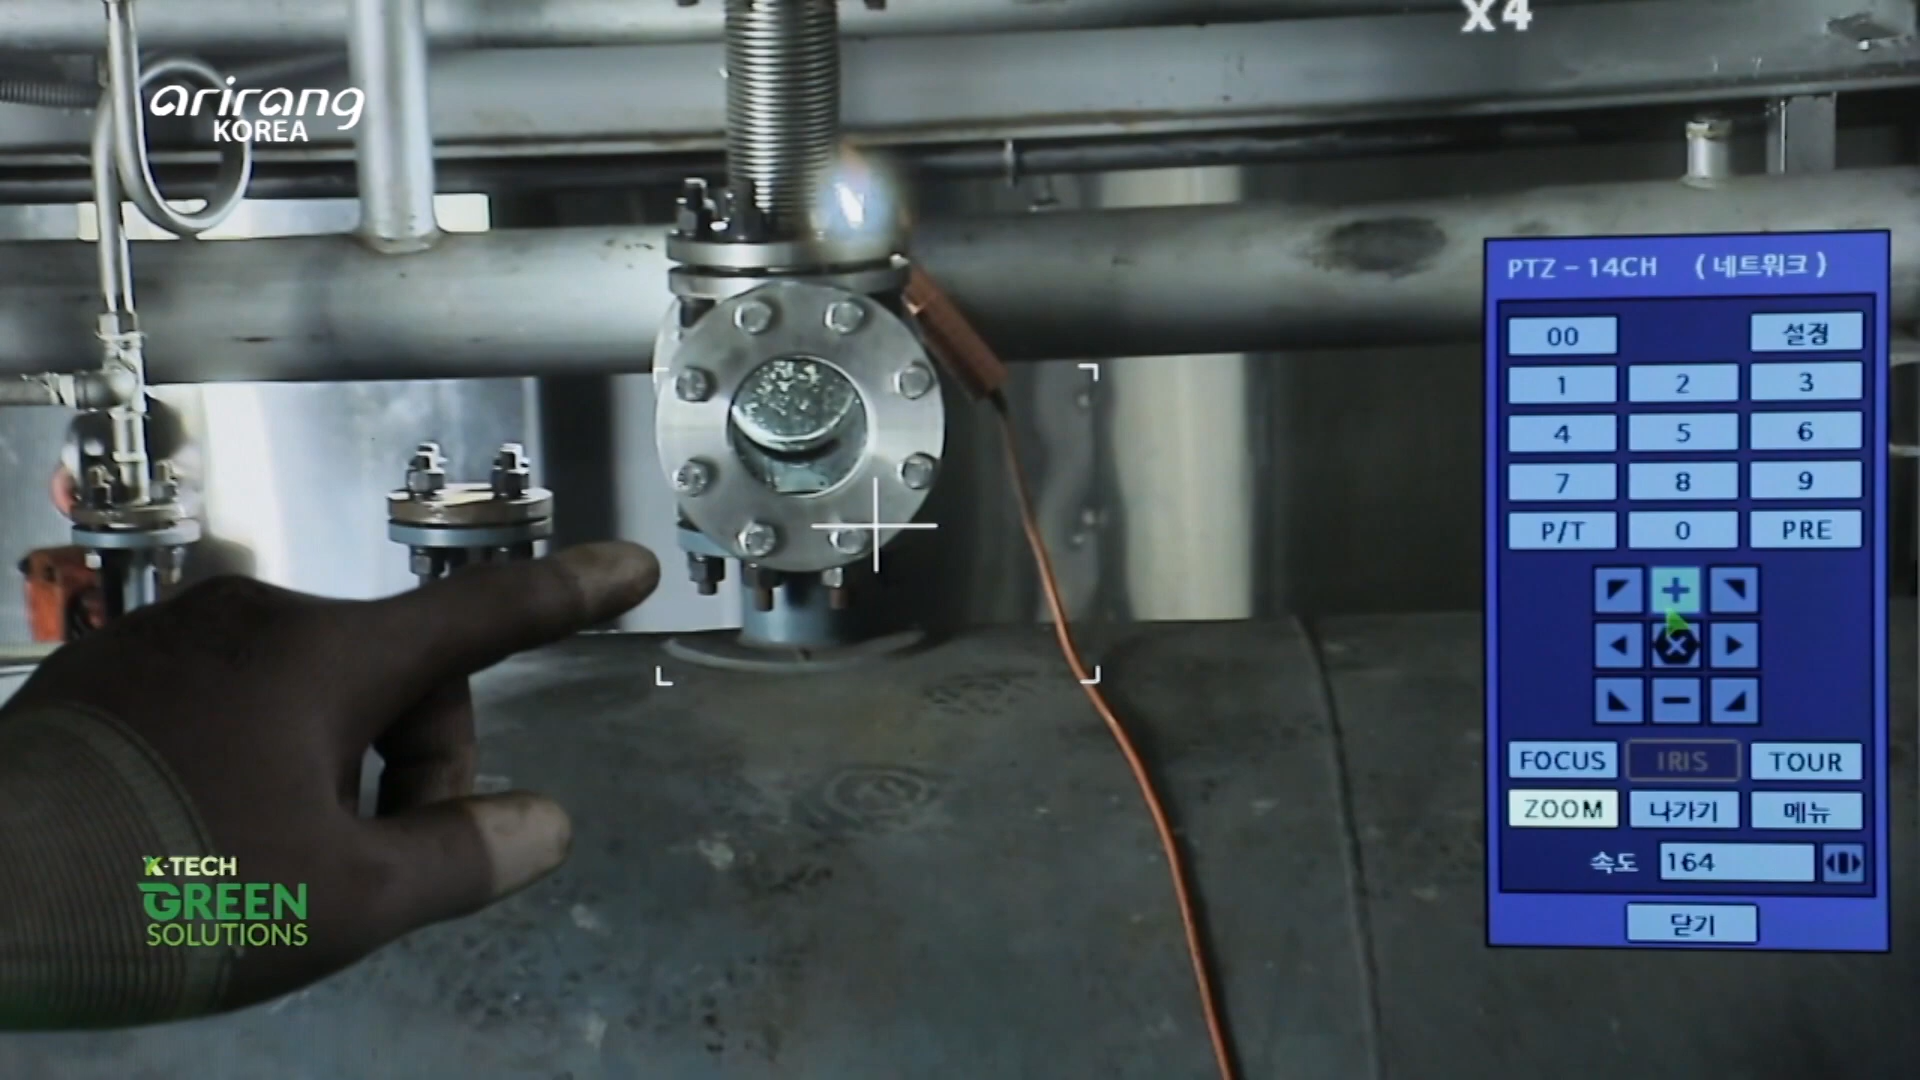 x4
arirang
KOREA
PTZ - 14CH (네트워크)
00 설정
1 2 3
4 5 6
7 8 9
P/T 0 PRE
FOCUS IRIS TOUR
ZOOM 나가기 메뉴
속도 164
닫기
K-TECH
GREEN
SOLUTIONS